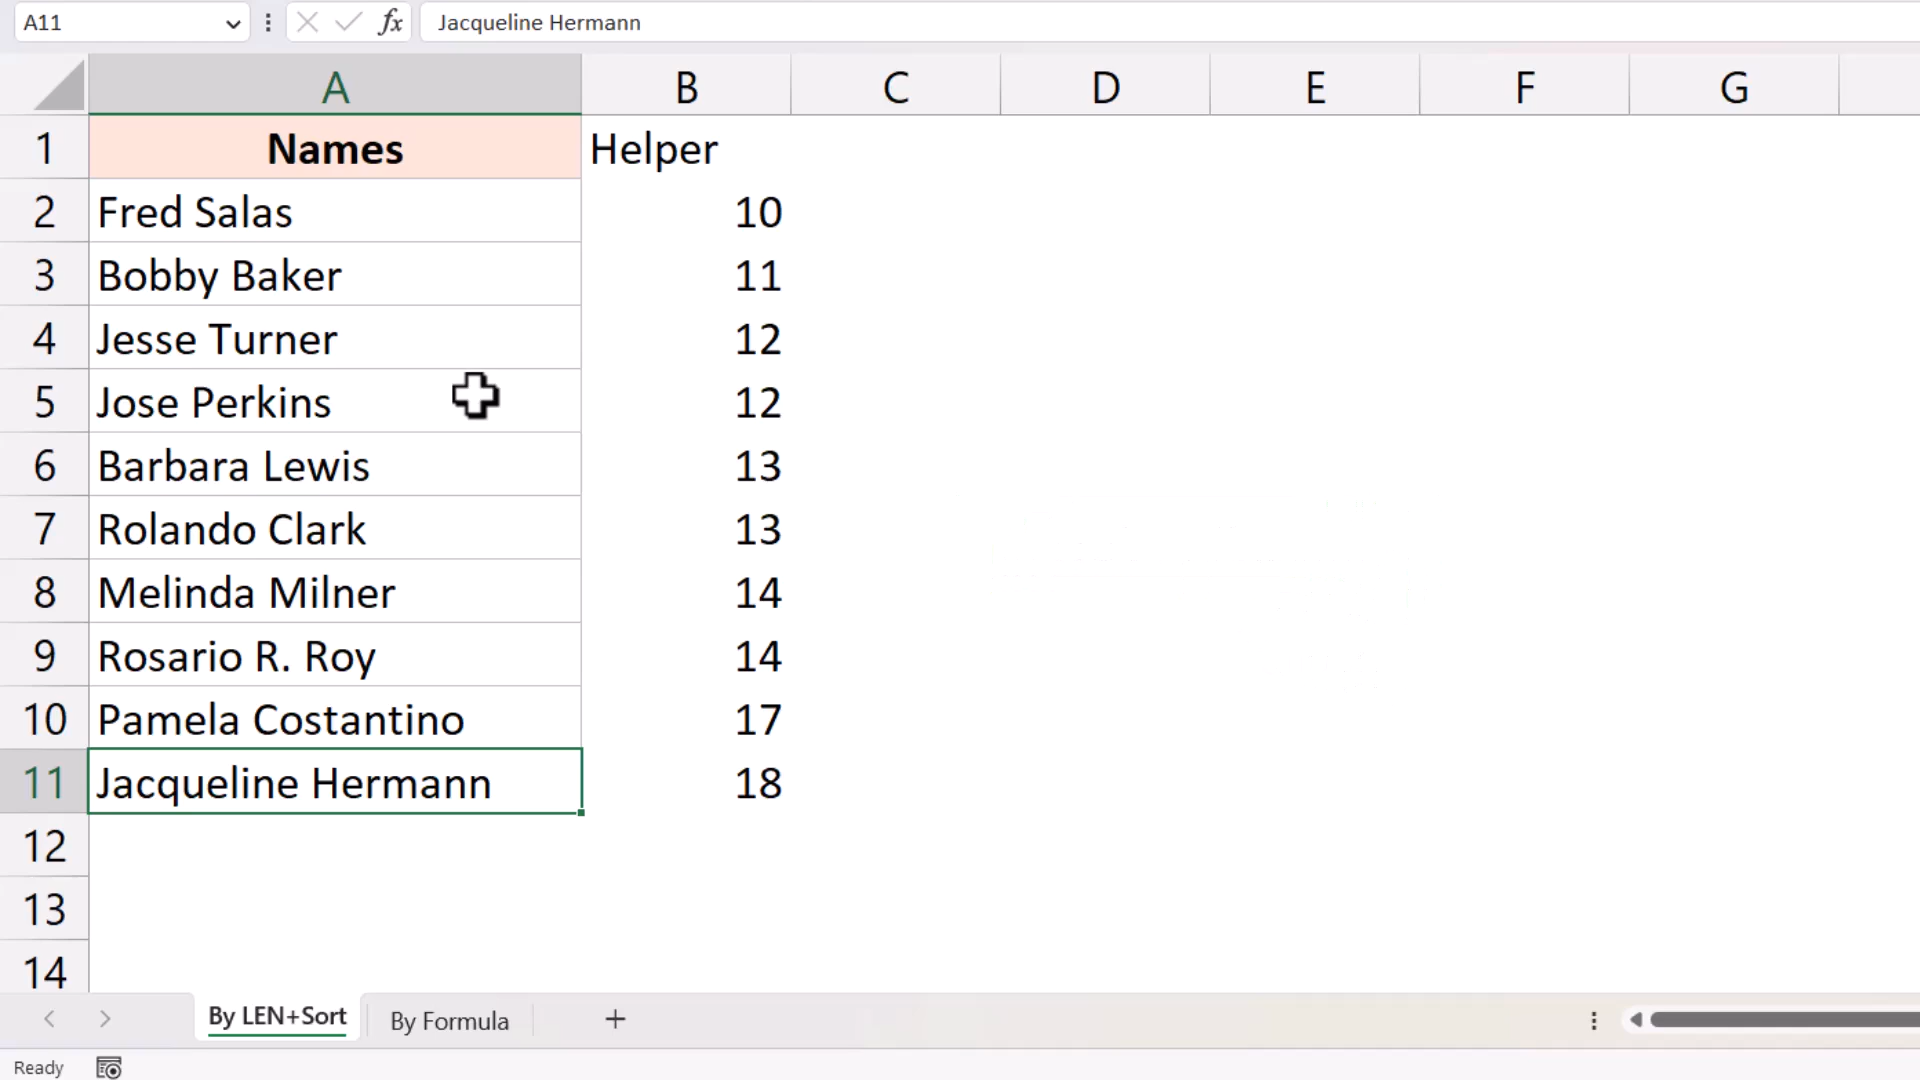 A11 fx Jacqueline Hermann
A B C D E F G
1 Names Helper
2 Fred Salas 10
3 Bobby Baker 11
4 Jesse Turner 12
5 Jose Perkins 12
6 Barbara Lewis 13
7 Rolando Clark 13
8 Melinda Milner 14
9 Rosario R. Roy 14
10 Pamela Costantino 17
11 Jacqueline Hermann 18
12
13
14
By LEN+Sort By Formula +
Ready